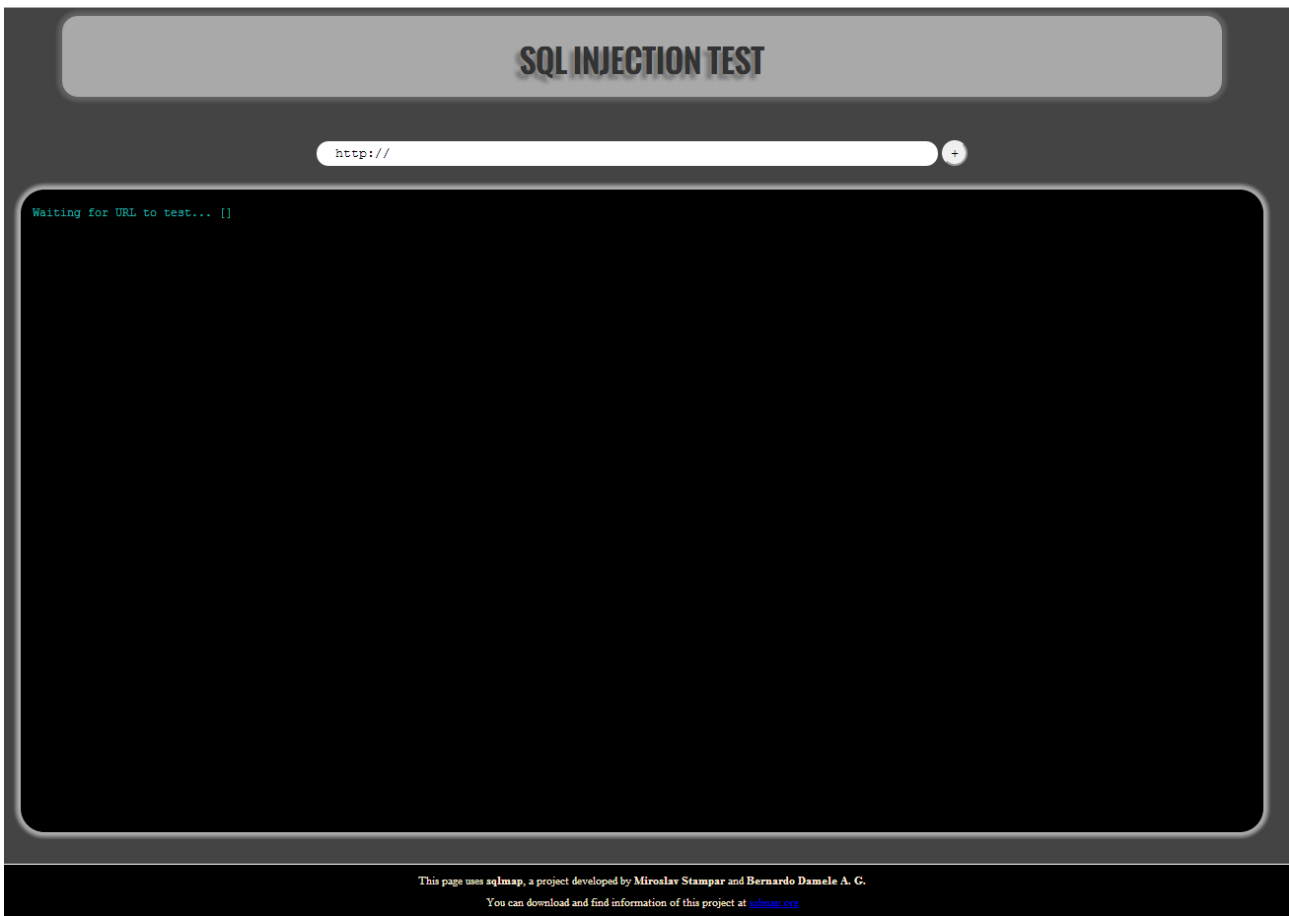 SQL INJECTION TEST
http://
+
Waiting for URL to test... []
This page uses sqlmap, a project developed by Miroslav Stampar and Bernardo Damele A. G.
You can download and find information of this project at sqlmap.org